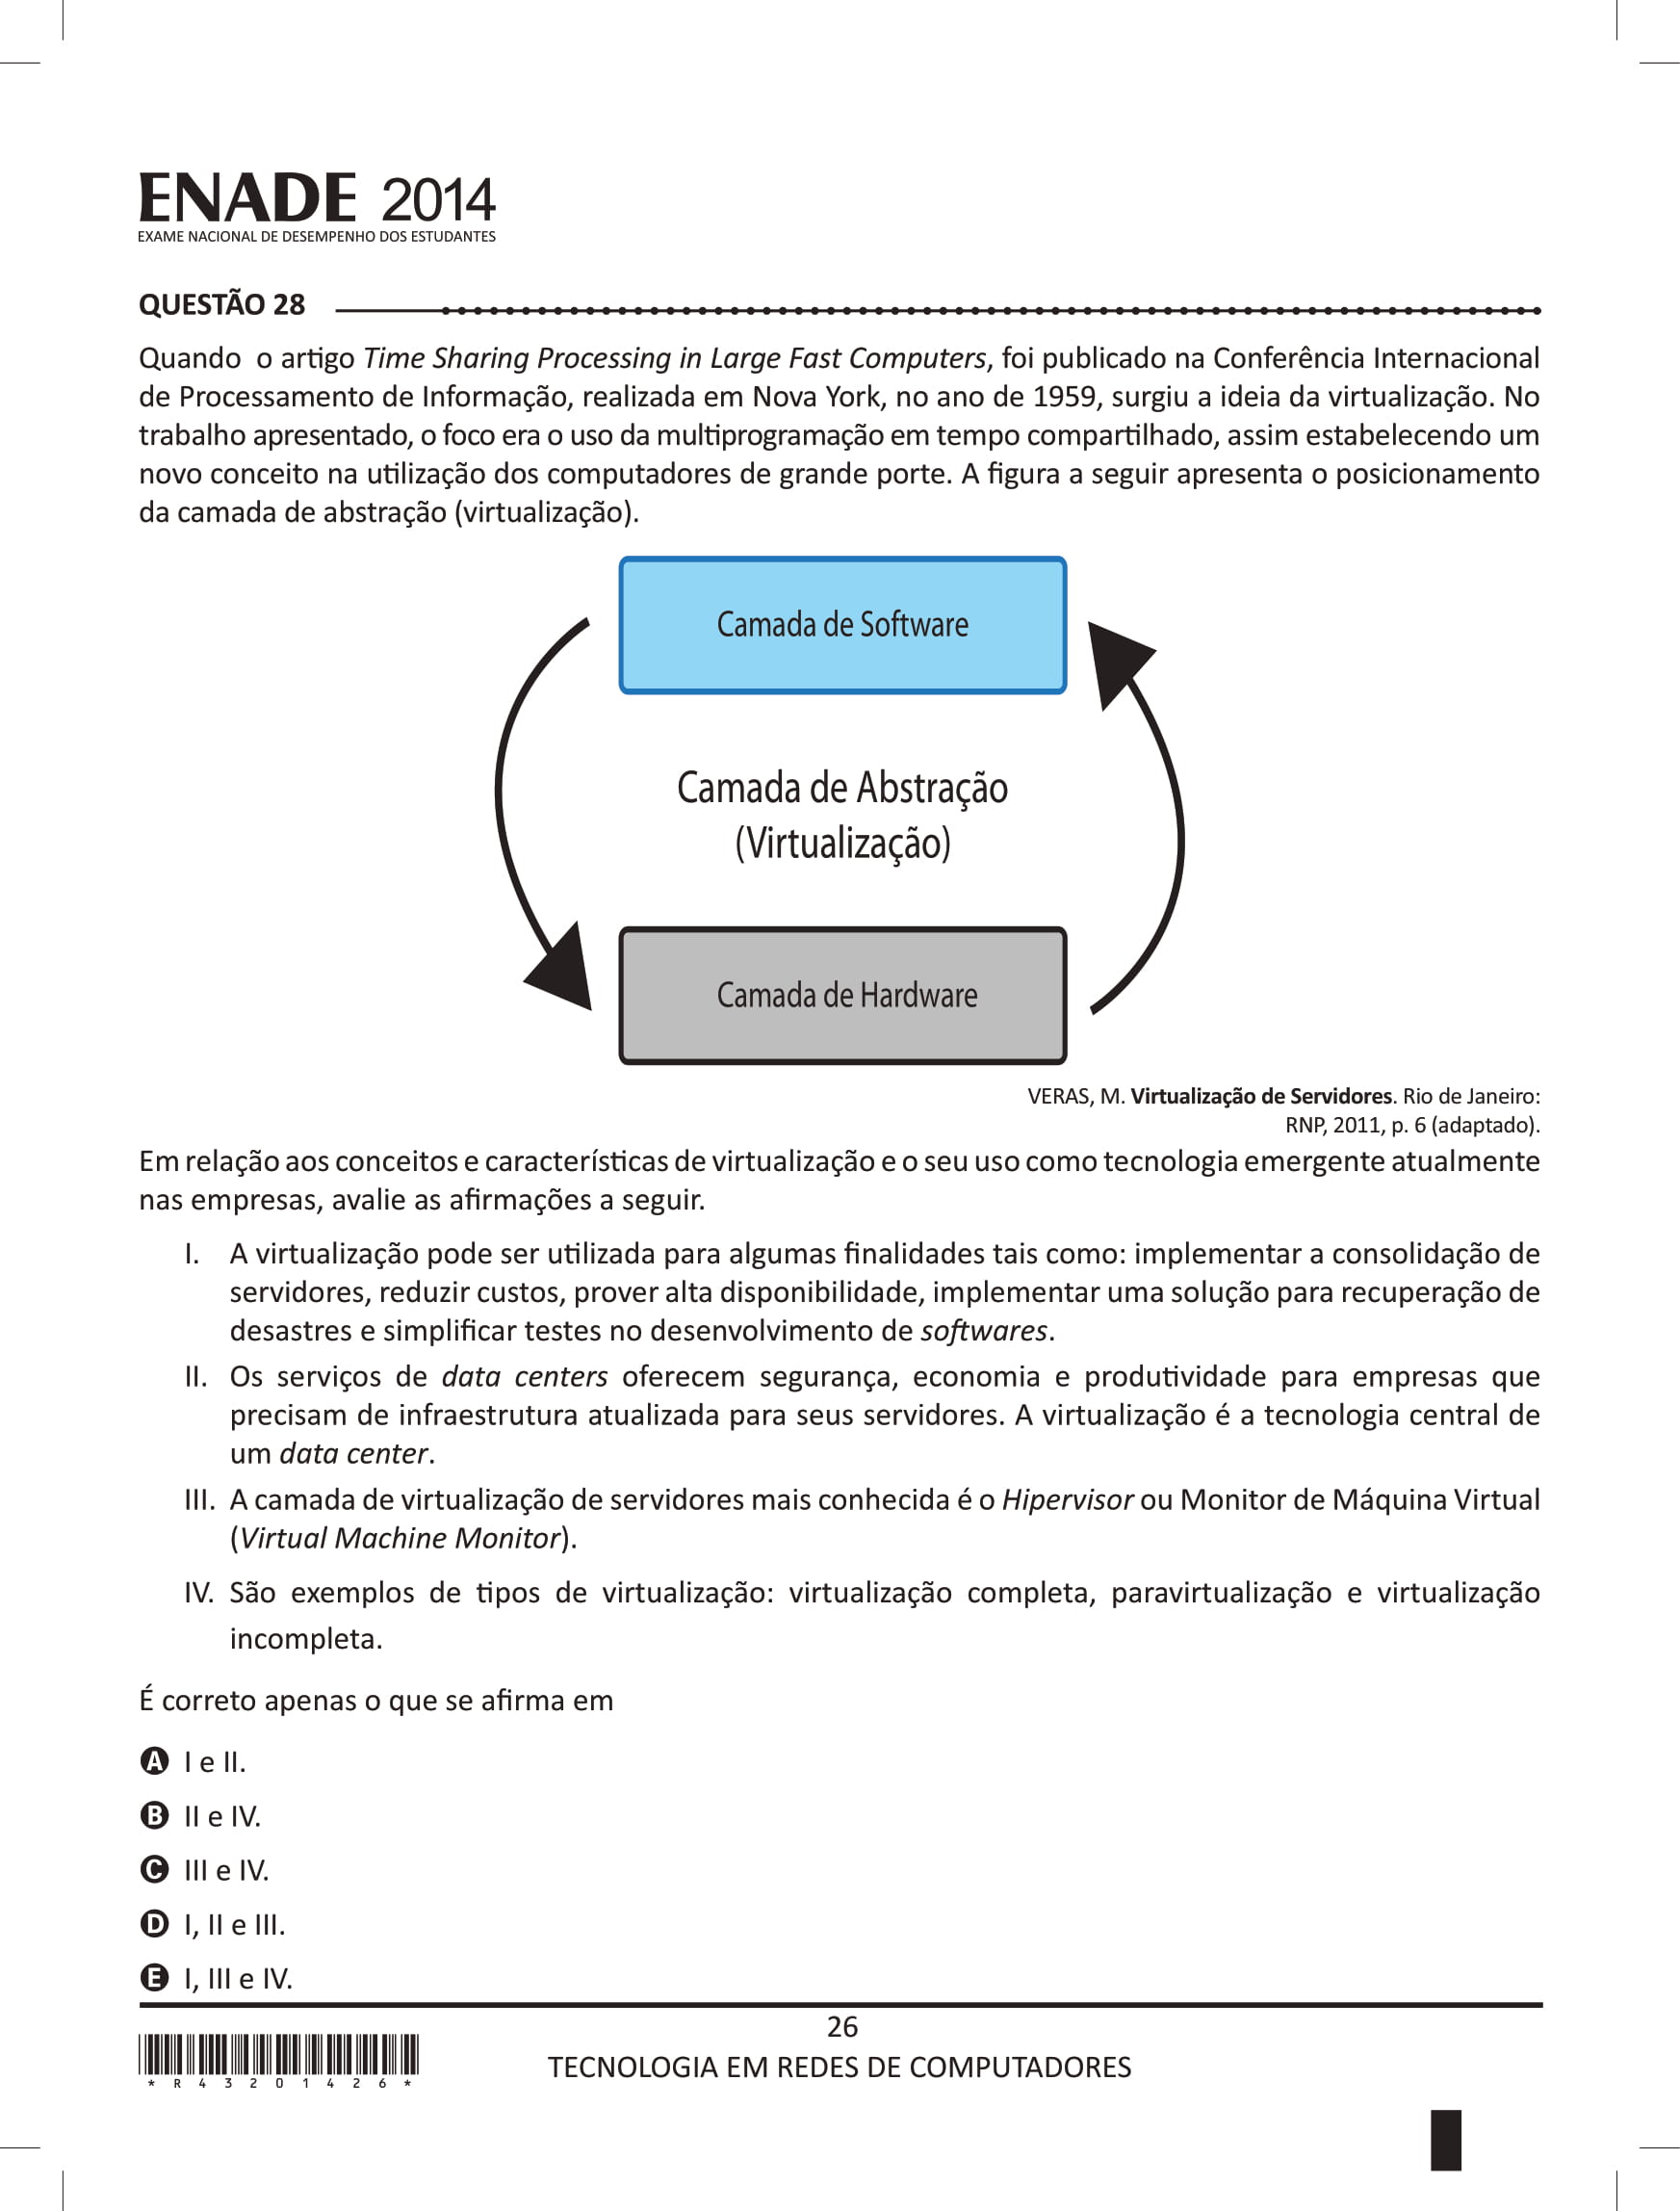 ENADE 2014
EXAME NACIONAL DE DESEMPENHO DOS ESTUDANTES
QUESTÃO 28
Quando o artigo Time Sharing Processing in Large Fast Computers, foi publicado na Conferência Internacional
de Processamento de Informação, realizada em Nova York, no ano de 1959, surgiu a ideia da virtualização. No
trabalho apresentado, o foco era o uso da multiprogramação em tempo compartilhado, assim estabelecendo um
novo conceito na utilização dos computadores de grande porte. A figura a seguir apresenta o posicionamento
da camada de abstração (virtualização).
Camada de Software
Camada de Abstração
(Virtualização)
Camada de Hardware
VERAS, M. Virtualização de Servidores. Rio de Janeiro:
RNP, 2011, p. 6 (adaptado).
Em relação aos conceitos e características de virtualização e o seu uso como tecnologia emergente atualmente
nas empresas, avalie as afirmações a seguir.
I. A virtualização pode ser utilizada para algumas finalidades tais como: implementar a consolidação de
servidores, reduzir custos, prover alta disponibilidade, implementar uma solução para recuperação de
desastres e simplificar testes no desenvolvimento de softwares.
II. Os serviços de data centers oferecem segurança, economia e produtividade para empresas que
precisam de infraestrutura atualizada para seus servidores. A virtualização é a tecnologia central de
um data center.
III. A camada de virtualização de servidores mais conhecida é o Hipervisor ou Monitor de Máquina Virtual
(Virtual Machine Monitor).
IV. São exemplos de tipos de virtualização: virtualização completa, paravirtualização e virtualização
incompleta.
É correto apenas o que se afirma em
A I e II.
B II e IV.
C III e IV.
D I, II e III.
E I, III e IV.
26
TECNOLOGIA EM REDES DE COMPUTADORES
* R 4 3 2 0 1 4 2 6 *